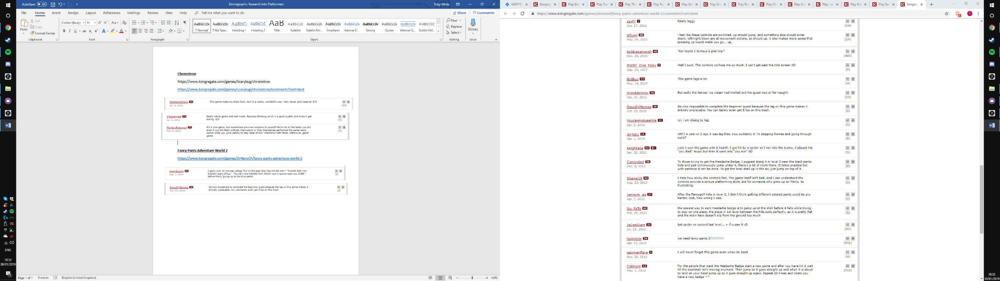 AutoSave Off
Demographic Research into Platformers
Toby White
File Home Insert Design Layout References Mailings Review View Help Tell me what you want to do
Share Comments
Paste
Cut
Copy
Format Painter
Clipboard
Calibri (Body) 11
Font
Paragraph
AaBbCcDc AaBbCcDc AaBbCc AaBbCcC AaB AaBbCcD AaBbCcDc AaBbCcDc AaBbCcDc AaBbCcDc AaBbCcDc AaBbCcDc AABBCCDC
¶ Normal ¶ No Spac... Heading 1 Heading 2 Title Subtitle Subtle Em... Emphasis Intense E... Strong Quote Intense Q... Subtle Ref...
Styles
Find
Replace
Select
Editing
Dictate
Voice
Chronotron
https://www.kongregate.com/games/Scarybug/chronotron
https://www.kongregate.com/games/scarybug/chronotron/comments?sort=best
NightAndFaye 25
This game make my brain hurt...but in a wacky, wonderful way! Very clever and creative! 5/5
Jul. 3, 2012
(33)
Slipperyeel 23
Really clever game and well made. Requires thinking which is a good quality and doesn't get
boring. 4/5
Jul. 6, 2011
(5)
ManiacRaccoon
It's a nice game, but sometimes previous versions of yourself fail to do all the tasks you did
even if you did them without interruption or they themselves performed the same tasks
earlier while you were careful to stay clear of ANY interaction with them. Otherwise, great
game.
Mar. 5, 2011
(5)
Fancy Pants Adventure World 2
https://www.kongregate.com/games/DrNeroCF/fancy-pants-adventure-world-2
I spent over 20 minutes yelling "NO hit the snail shell the OTHER WAY!" "WHERE ARE YOU
GOING? stand STILL!" "You hit it the WRONG WAY AGAIN now I have to start ALL OVER!"
before finally giving up on the blue pants.
Dec. 2, 2014
SquidlyMemes 14
Its now impossible to complete the beginner quest because the lag on this game makes it
entirely unplayable. You can barely even get 5 fps on this trash.
Oct. 23, 2016
(5)
Page 1 of 1 9 words English (United Kingdom)
100%
ENG
18:33
30/01/2019
MGP19_ Kongreg Play Ele Play Tra Play The Play Run Play Go Play Gra Play Roc Play Ch Play Gr Play i sa Play Rol Play Fan Kongreg
https://www.kongregate.com/games/drnerocf/fancy-pants-adventure-world-2/comments?sort=best
zzxf7 7
Really laggy
Oct. 17, 2013
(14)
stfung 36
i feel like these controls are switched. up should jump, and something else should enter
doors. left/right/down are all movement actions, so should up. it also makes more sense that
pressing up would make you go... up.
May. 29, 2013
(14)
bobbaganoosh 48
"For World 2 to have a plot line!"
Dec. 19, 2010
(485)
RWBY_One_Fairy 5
Well I suck. The controls confuse me so much, I can't get past the title screen XD
Sep. 19, 2017
(5)
BidBux 23
This game lags a lot.
May. 14, 2017
(4)
crowbarcrow 26
But sadly the heroes' ice cream had melted and his quest was all for naught.
Feb. 25, 2012
(13)
SquidlyMemes 14
Its now impossible to complete the beginner quest because the lag on this game makes it
entirely unplayable. You can barely even get 5 fps on this trash.
Oct. 23, 2016
(5)
Youcannotusethis 21
lol, i am dieing by lag
Apr. 5, 2014
(5)
mrjeb1 14
Wth? A year or 2 ago it was lag-free, now suddenly it i'm skipping frames and going through
walls?
Apr. 1, 2014
(5)
knightace 52 K+
Lolol I won the game with 0 health. I got hit by a spider as I ran into the bunny, it played hte
"you died" music but then it went into "you win" XD
Jan. 20, 2013
(5)
Camoybot 56
To those trying to get the Headache Badge, I suggest doing it in level 3 near the black pants
hole and just continuously jump under it, there's a lot of room there. It takes practice but
with patience it can be done. To get the snail shell up in the air, just jump on top of it.
Dec. 8, 2012
(5)
ShaneG9 48
I hate how sticky the controls feel. The game itself isn't bad. And I can understand the
controls provide a unique platforming style, but for someone who grew up on Mario, its
frustrating.
Aug. 23, 2012
(5)
Jennym_aa 27
After the Fancygolf hole in level 2, I didn't think getting different colored pants could be any
harder. Ooh, how wrong I was.
Apr. 7, 2012
(5)
No_FaTe 48
the easiest way to earn headache badge is to jump up at the shell before it falls while trying
to stay on one place. the place in 1st level between the hills suits perfectly, as it is pretty flat
and the main hero doesn't slip from the ground too much
Feb. 25, 2012
(5)
JsCoolDart 32
bat spider on second last level... + if u saw it :D
Jul. 24, 2011
(82)
happiner 54
we need fancy pants 3!!!!!!!!!!!!
Apr. 13, 2010
(941)
pacmanflare 9
I will never forget this game even when im dead
Nov. 30, 2013
(4)
Celinore 42
For the people that want the Headache Badge start a new game and after you have hit it wait
till the snailshell isn't moving anymore. Then jump so it goes straight up and when it is about
to land on your head jump up so it goes straight up again. Repeat 20 times and Gratz you
have a new badge ^^
May. 1, 2010
(710)
18:33
30/01/2019